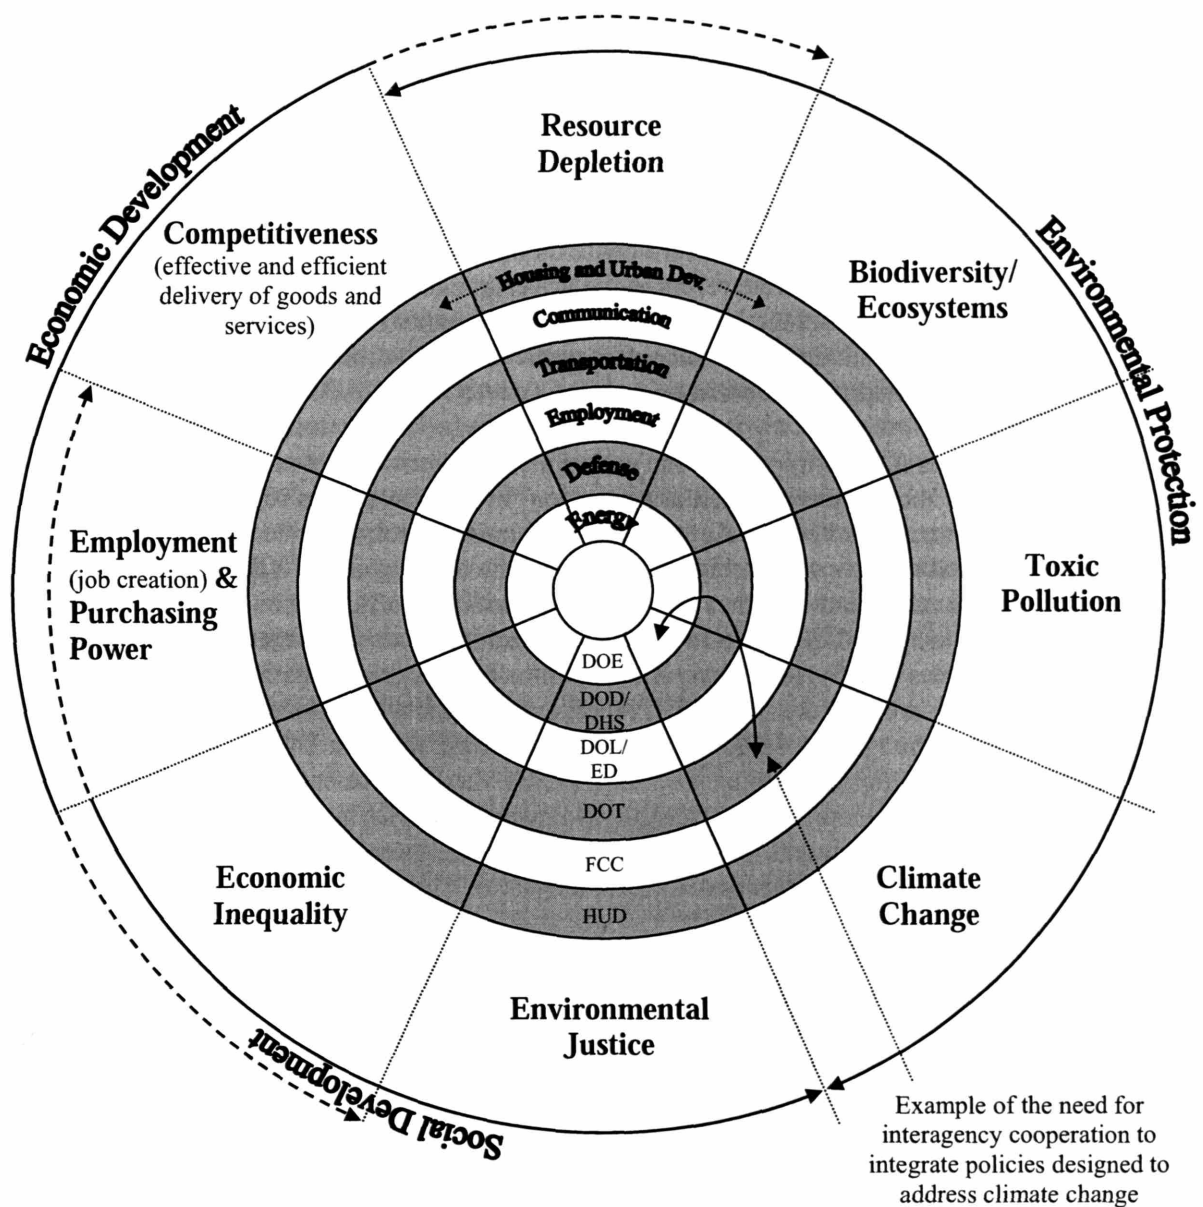 Economic Development
Environmental Protection
Social Development
Resource
Depletion
Competitiveness
(effective and efficient
delivery of goods and
services)
Biodiversity/
Ecosystems
Housing and Urban Dev.
Communication
Transportation
Employment
Defense
Energy
Employment
(job creation) &
Purchasing
Power
Toxic
Pollution
DOE
DOD/
DHS
DOL/
ED
DOT
FCC
HUD
Economic
Inequality
Climate
Change
Environmental
Justice
Example of the need for
interagency cooperation to
integrate policies designed to
address climate change